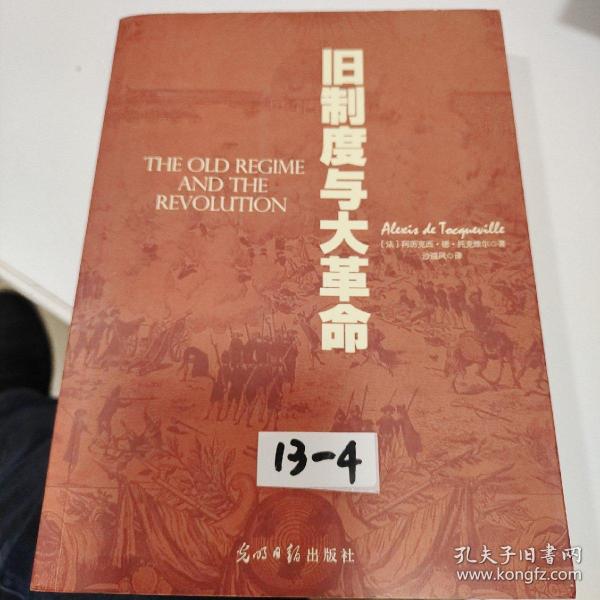 旧制度与大革命
THE OLD REGIME
AND THE
REVOLUTION
Alexis de Tocqueville
[法]阿历克西·德·托克维尔◎著
沙迎风◎译
13-4
光明日报出版社
孔夫子旧书网
www.kongfz.com